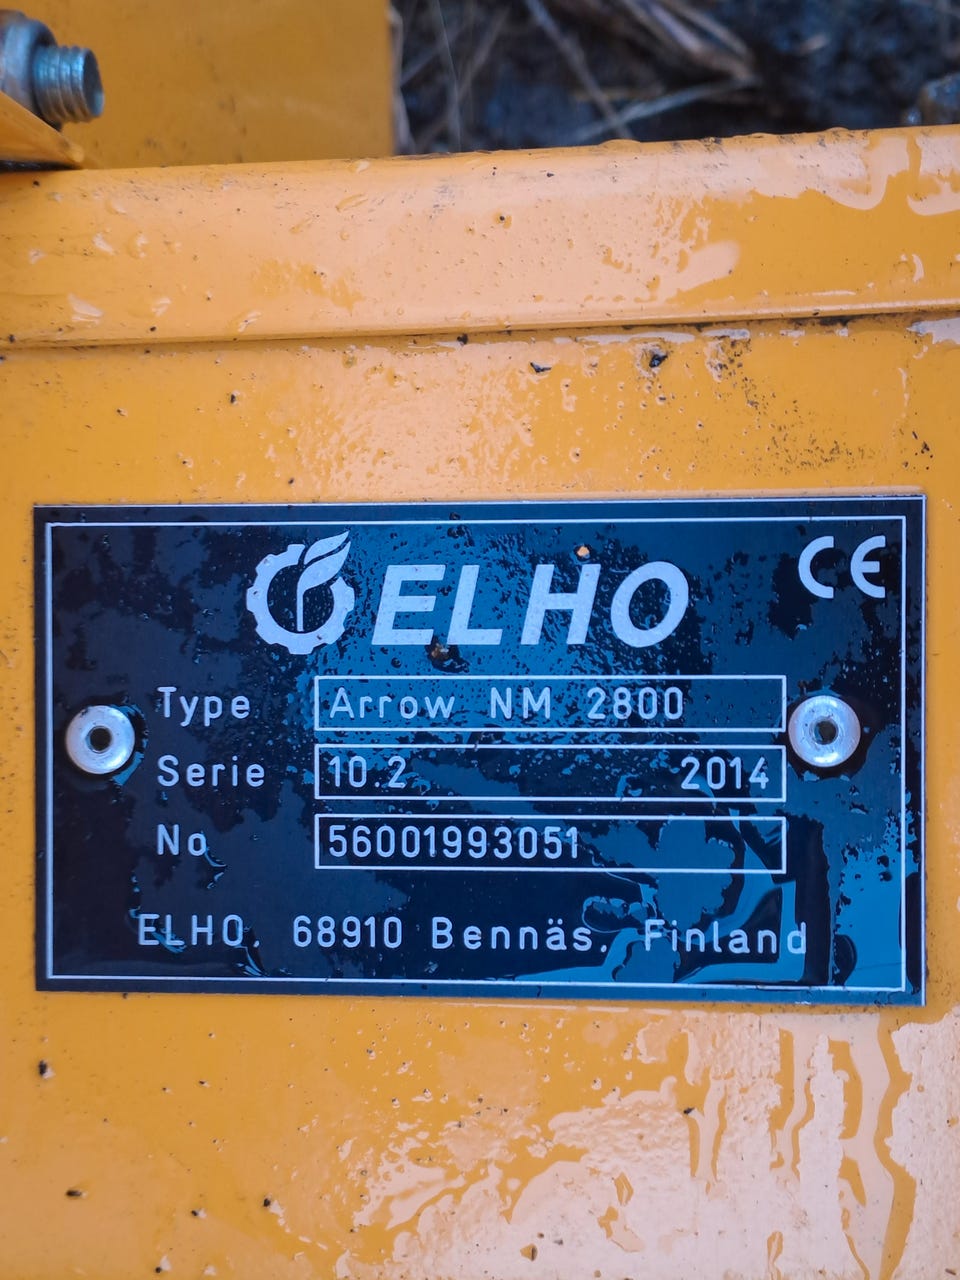 ELHO CE
Type Arrow NM 2800
Serie 10.2 2014
No 56001993051
ELHO. 68910 Bennäs. Finland